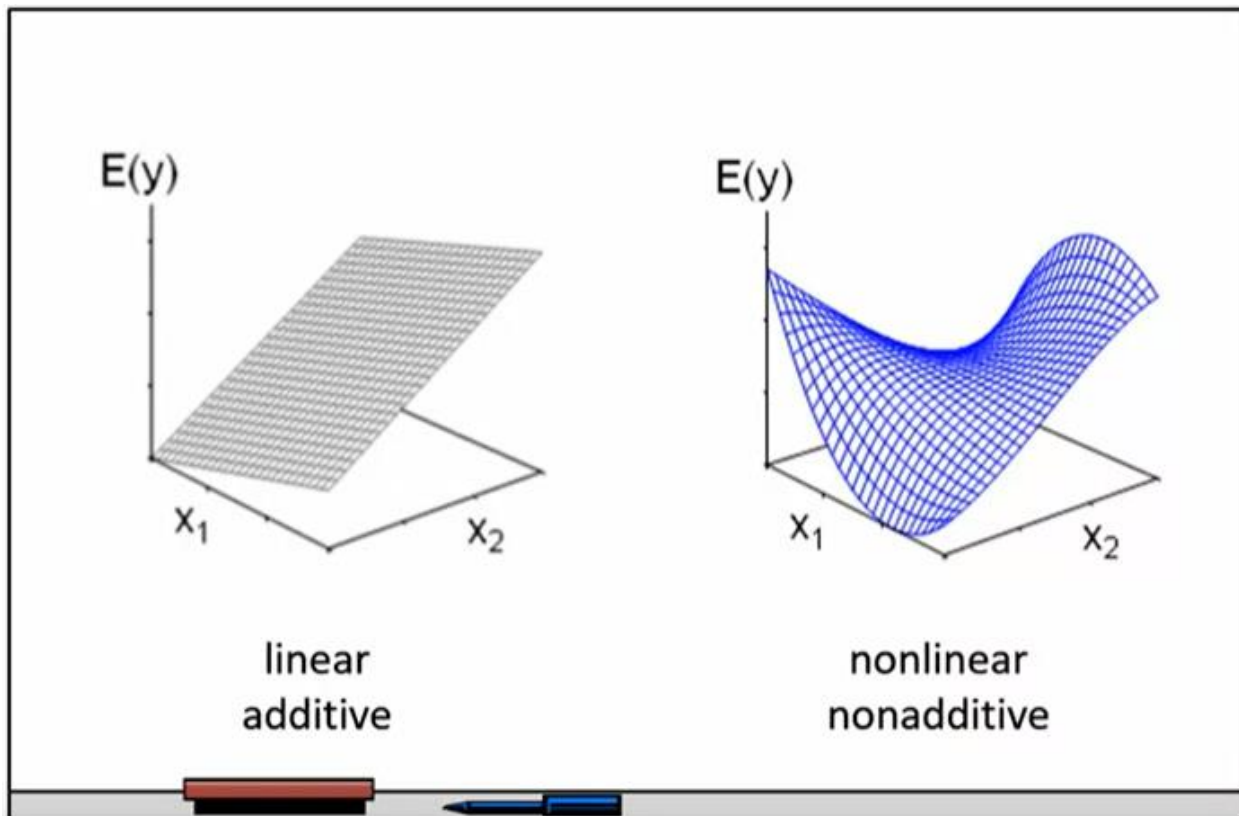 E(y)
x₁
x₂
linear
additive
E(y)
x₁
x₂
nonlinear
nonadditive